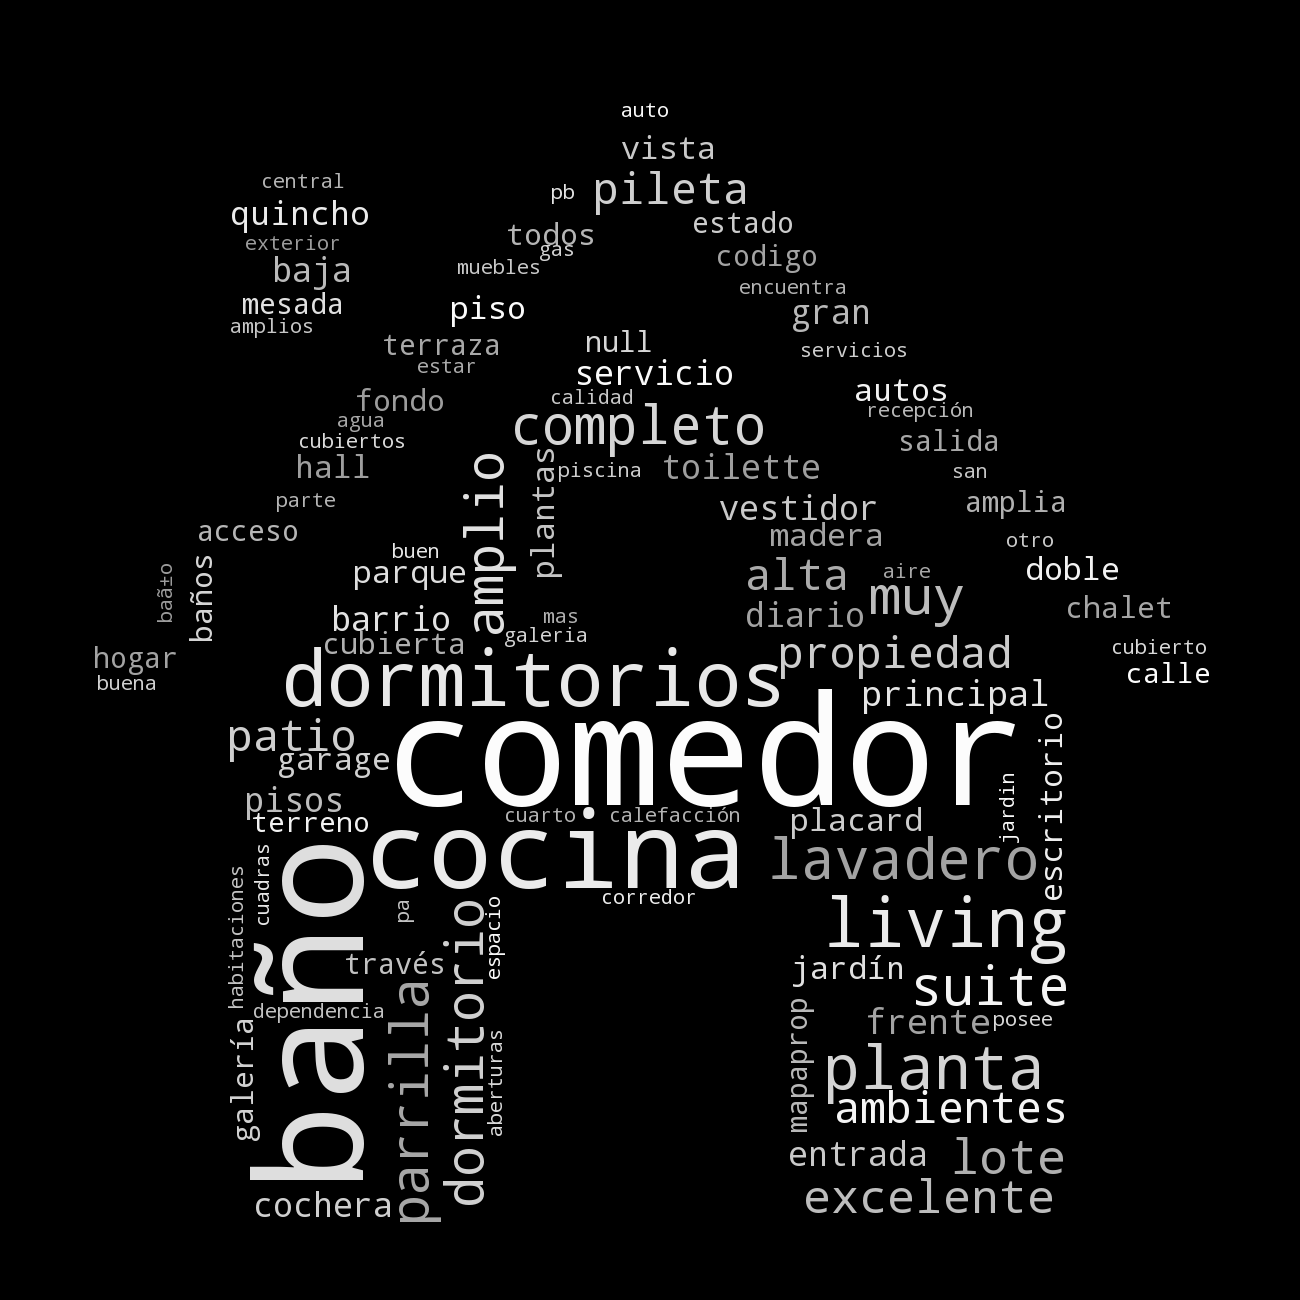 auto
vista
central
pb
pileta
quincho
estado
todos
exterior
gas
codigo
baja
muebles
encuentra
mesada
piso
gran
amplios
terraza
null
servicios
estar
servicio
autos
calidad
fondo
recepción
agua
completo
cubiertos
salida
hall
amplio
plantas
piscina
toilette
san
parte
vestidor
amplia
acceso
madera
otro
buen
parque
baã±o
baños
alta
aire
doble
muy
chalet
barrio
mas
diario
cubierta
galeria
hogar
propiedad
cubierto
buena
dormitorios
calle
principal
patio
comedor
garage
escritorio
pisos
jardin
terreno
cuarto
calefacción
placard
cuadras
cocina
lavadero
baño
habitaciones
corredor
pa
dormitorio
espacio
living
través
jardín
suite
dependencia
parrilla
mapaprop
frente
posee
galería
aberturas
planta
ambientes
entrada
lote
cochera
excelente